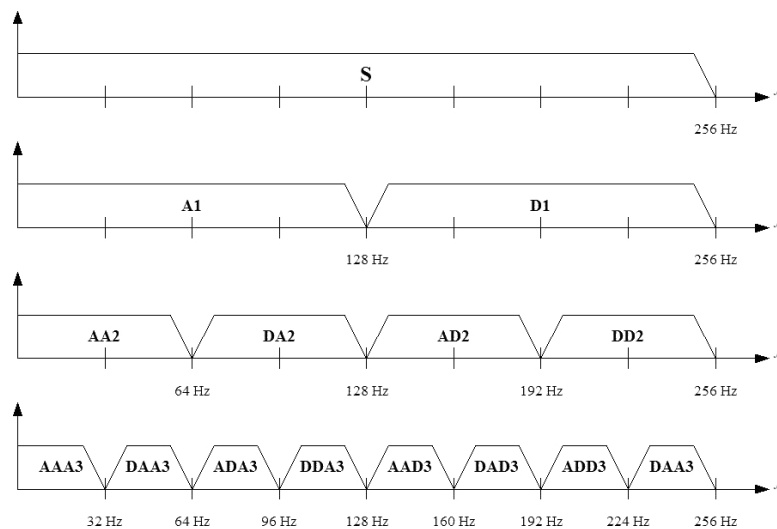 S
256 Hz
A1 D1
128 Hz 256 Hz
AA2 DA2 AD2 DD2
64 Hz 128 Hz 192 Hz 256 Hz
AAA3 DAA3 ADA3 DDA3 AAD3 DAD3 ADD3 DAA3
32 Hz 64 Hz 96 Hz 128 Hz 160 Hz 192 Hz 224 Hz 256 Hz